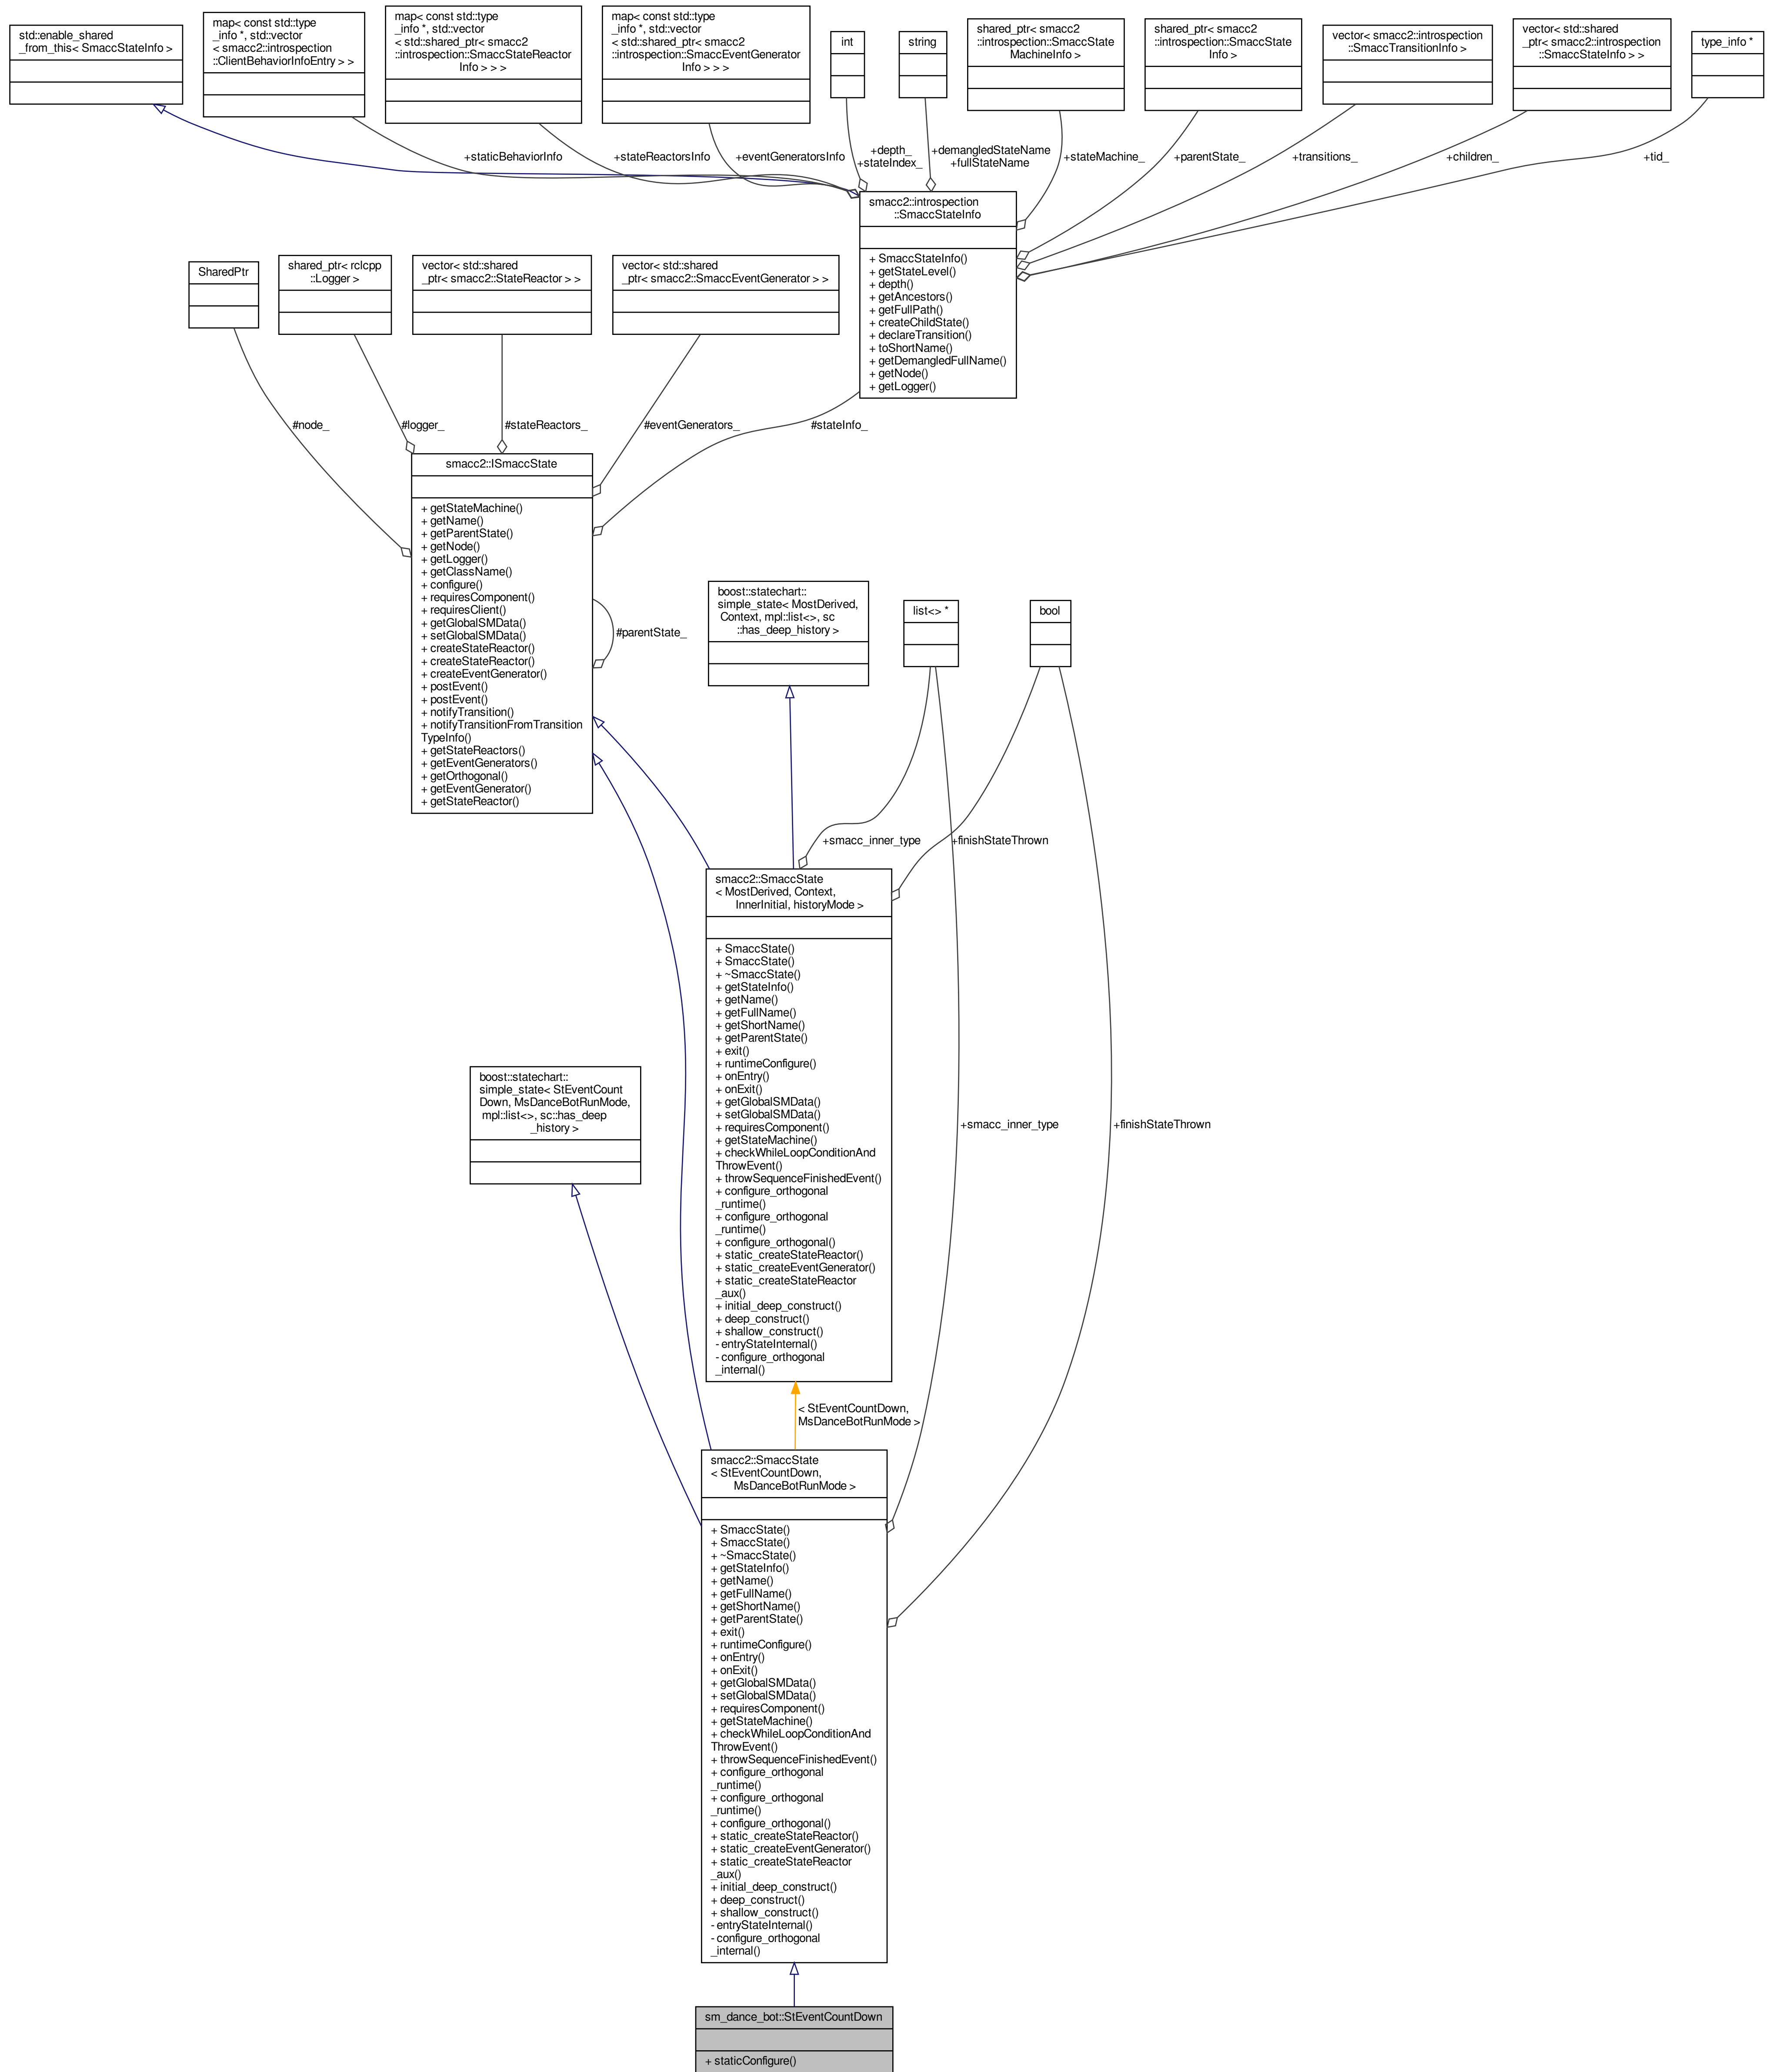 std::enable_shared
_from_this< SmaccStateInfo >
map< const std::type
_info *, std::vector
< smacc2::introspection
::ClientBehaviorInfoEntry > >
map< const std::type
_info *, std::vector
< std::shared_ptr< smacc2
::introspection::SmaccStateReactor
Info > > >
map< const std::type
_info *, std::vector
< std::shared_ptr< smacc2
::introspection::SmaccEventGenerator
Info > > >
int
string
shared_ptr< smacc2
::introspection::SmaccState
MachineInfo >
shared_ptr< smacc2
::introspection::SmaccState
Info >
vector< smacc2::introspection
::SmaccTransitionInfo >
vector< std::shared
_ptr< smacc2::introspection
::SmaccStateInfo > >
type_info *
+staticBehaviorInfo
+stateReactorsInfo
+eventGeneratorsInfo
+depth_
+stateIndex_
+demangledStateName
+fullStateName
+stateMachine_
+parentState_
+transitions_
+children_
+tid_
smacc2::introspection
::SmaccStateInfo
+ SmaccStateInfo()
+ getStateLevel()
+ depth()
+ getAncestors()
+ getFullPath()
+ createChildState()
+ declareTransition()
+ toShortName()
+ getDemangledFullName()
+ getNode()
+ getLogger()
SharedPtr
shared_ptr< rclcpp
::Logger >
vector< std::shared
_ptr< smacc2::StateReactor > >
vector< std::shared
_ptr< smacc2::SmaccEventGenerator > >
#node_
#logger_
#stateReactors_
#eventGenerators_
#stateInfo_
smacc2::ISmaccState
+ getStateMachine()
+ getName()
+ getParentState()
+ getNode()
+ getLogger()
+ getClassName()
+ configure()
+ requiresComponent()
+ requiresClient()
+ getGlobalSMData()
+ setGlobalSMData()
+ createStateReactor()
+ createStateReactor()
+ createEventGenerator()
+ postEvent()
+ postEvent()
+ notifyTransition()
+ notifyTransitionFromTransition
TypeInfo()
+ getStateReactors()
+ getEventGenerators()
+ getOrthogonal()
+ getEventGenerator()
+ getStateReactor()
#parentState_
boost::statechart::
simple_state< MostDerived,
Context, mpl::list<>, sc
::has_deep_history >
list<> *
bool
+smacc_inner_type
+finishStateThrown
smacc2::SmaccState
< MostDerived, Context,
InnerInitial, historyMode >
+ SmaccState()
+ SmaccState()
+ ~SmaccState()
+ getStateInfo()
+ getName()
+ getFullName()
+ getShortName()
+ getParentState()
+ exit()
+ runtimeConfigure()
+ onEntry()
+ onExit()
+ getGlobalSMData()
+ setGlobalSMData()
+ requiresComponent()
+ getStateMachine()
+ checkWhileLoopConditionAnd
ThrowEvent()
+ throwSequenceFinishedEvent()
+ configure_orthogonal
_runtime()
+ configure_orthogonal
_runtime()
+ configure_orthogonal()
+ static_createStateReactor()
+ static_createEventGenerator()
+ static_createStateReactor
_aux()
+ initial_deep_construct()
+ deep_construct()
+ shallow_construct()
- entryStateInternal()
- configure_orthogonal
_internal()
boost::statechart::
simple_state< StEventCount
Down, MsDanceBotRunMode,
mpl::list<>, sc::has_deep
_history >
+smacc_inner_type
+finishStateThrown
< StEventCountDown,
MsDanceBotRunMode >
smacc2::SmaccState
< StEventCountDown,
MsDanceBotRunMode >
+ SmaccState()
+ SmaccState()
+ ~SmaccState()
+ getStateInfo()
+ getName()
+ getFullName()
+ getShortName()
+ getParentState()
+ exit()
+ runtimeConfigure()
+ onEntry()
+ onExit()
+ getGlobalSMData()
+ setGlobalSMData()
+ requiresComponent()
+ getStateMachine()
+ checkWhileLoopConditionAnd
ThrowEvent()
+ throwSequenceFinishedEvent()
+ configure_orthogonal
_runtime()
+ configure_orthogonal
_runtime()
+ configure_orthogonal()
+ static_createStateReactor()
+ static_createEventGenerator()
+ static_createStateReactor
_aux()
+ initial_deep_construct()
+ deep_construct()
+ shallow_construct()
- entryStateInternal()
- configure_orthogonal
_internal()
sm_dance_bot::StEventCountDown
+ staticConfigure()